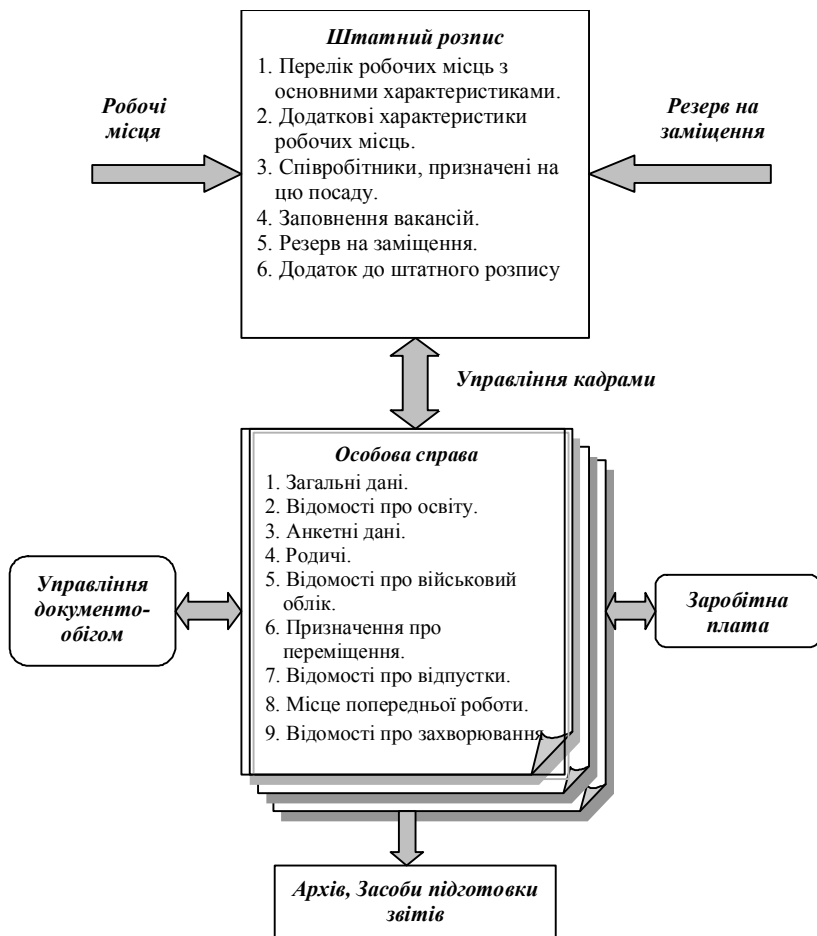 Штатний розпис
1. Перелік робочих місць з
основними характеристиками.
2. Додаткові характеристики
робочих місць.
3. Співробітники, призначені на
цю посаду.
4. Заповнення вакансій.
5. Резерв на заміщення.
6. Додаток до штатного розпису
Робочі
місця
Резерв на
заміщення
Управління кадрами
Особова справа
1. Загальні дані.
2. Відомості про освіту.
3. Анкетні дані.
4. Родичі.
5. Відомості про військовий
облік.
6. Призначення про
переміщення.
7. Відомості про відпустки.
8. Місце попередньої роботи.
9. Відомості про захворювання
Управління
документо-
обігом
Заробітна
плата
Архів, Засоби підготовки
звітів